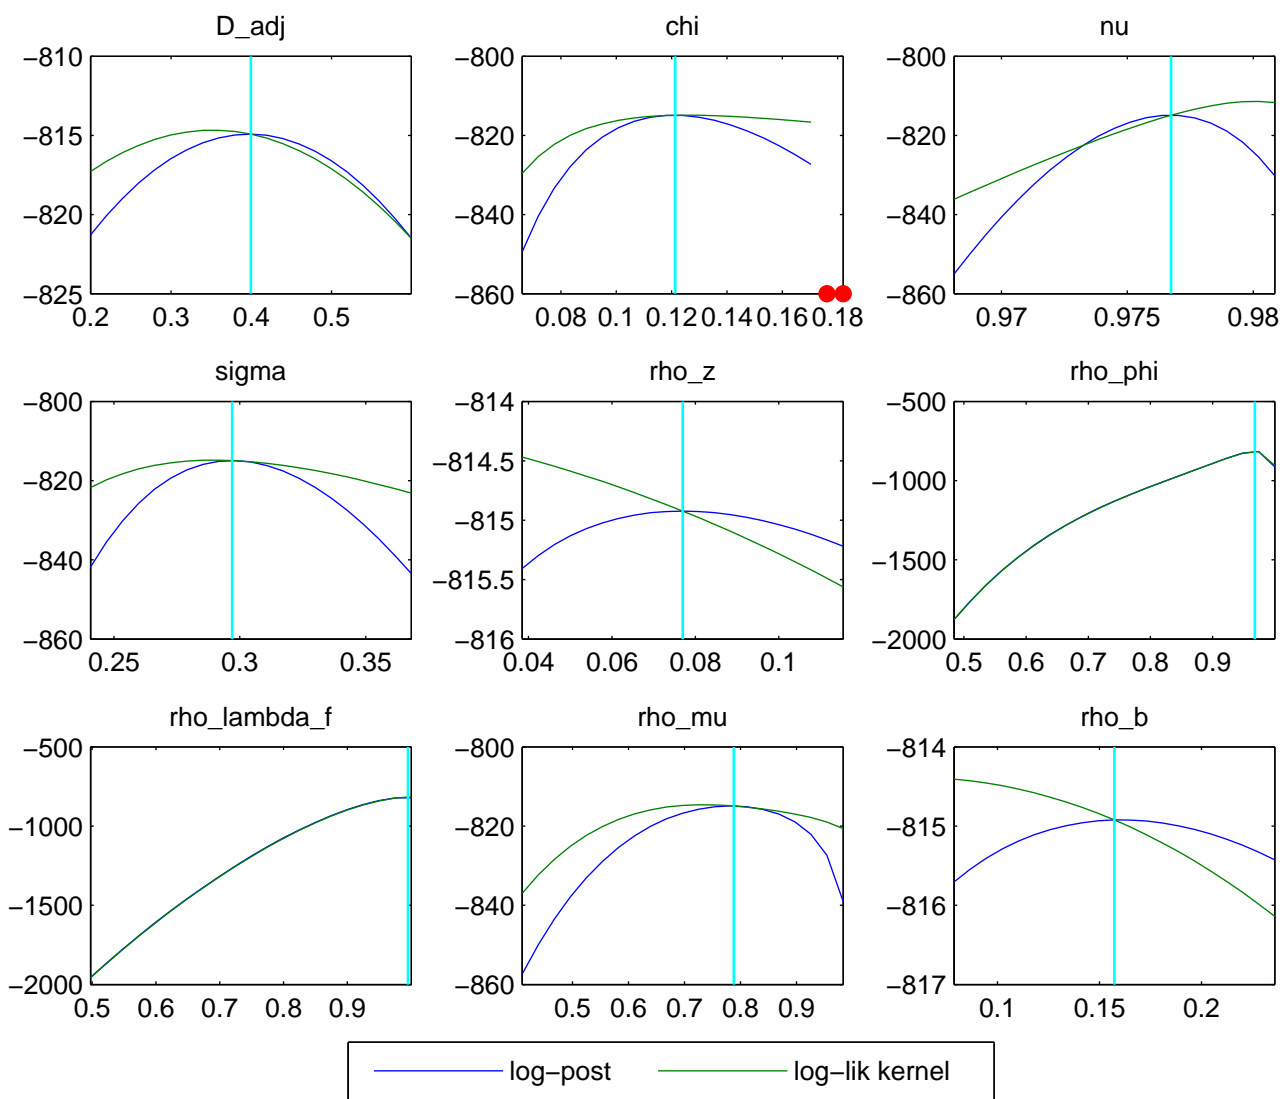 D_adj
chi
nu
−810
−815
−820
−825
0.2 0.3 0.4 0.5
−800
−820
−840
−860
0.08 0.1 0.12 0.14 0.16 0.18
−800
−820
−840
−860
0.97 0.975 0.98
sigma
rho_z
rho_phi
−800
−820
−840
−860
0.25 0.3 0.35
−814
−814.5
−815
−815.5
−816
0.04 0.06 0.08 0.1
−500
−1000
−1500
−2000
0.5 0.6 0.7 0.8 0.9
rho_lambda_f
rho_mu
rho_b
−500
−1000
−1500
−2000
0.5 0.6 0.7 0.8 0.9
−800
−820
−840
−860
0.5 0.6 0.7 0.8 0.9
−814
−815
−816
−817
0.1 0.15 0.2
log−post log−lik kernel